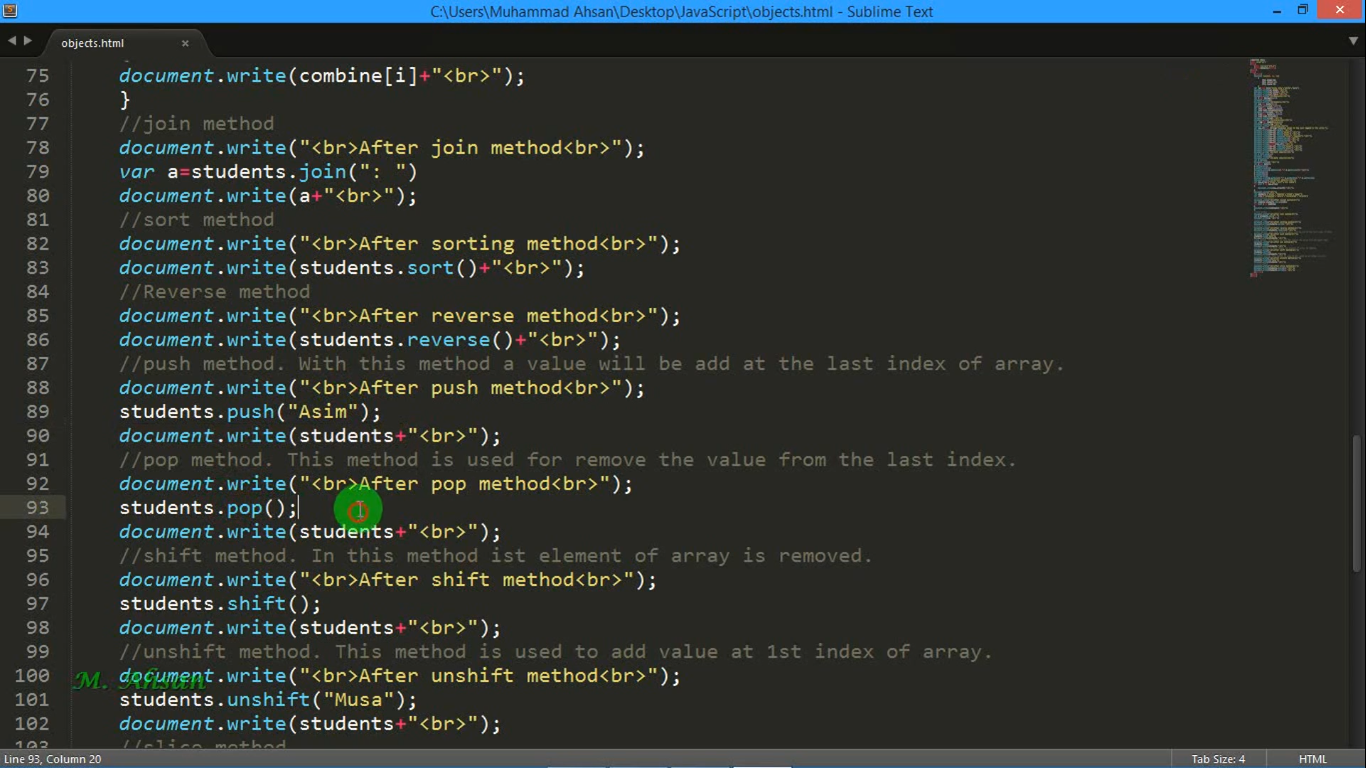 C:\Users\Muhammad Ahsan\Desktop\JavaScript\objects.html - Sublime Text
objects.html
75 document.write(combine[i]+"<br>");
76 }
77 //join method
78 document.write("<br>After join method<br>");
79 var a=students.join(": ")
80 document.write(a+"<br>");
81 //sort method
82 document.write("<br>After sorting method<br>");
83 document.write(students.sort()+"<br>");
84 //Reverse method
85 document.write("<br>After reverse method<br>");
86 document.write(students.reverse()+"<br>");
87 //push method. With this method a value will be add at the last index of array.
88 document.write("<br>After push method<br>");
89 students.push("Asim");
90 document.write(students+"<br>");
91 //pop method. This method is used for remove the value from the last index.
92 document.write("<br>After pop method<br>");
93 students.pop();
94 document.write(students+"<br>");
95 //shift method. In this method ist element of array is removed.
96 document.write("<br>After shift method<br>");
97 students.shift();
98 document.write(students+"<br>");
99 //unshift method. This method is used to add value at 1st index of array.
100 document.write("<br>After unshift method<br>");
M. Ahsan
101 students.unshift("Musa");
102 document.write(students+"<br>");
103 //slice method
Line 93, Column 20
Tab Size: 4
HTML